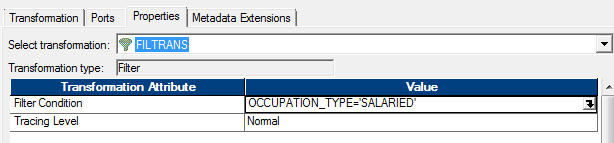 Transformation Ports Properties Metadata Extensions
Select transformation: FILTRANS
Transformation type: Filter
Transformation Attribute Value
Filter Condition OCCUPATION_TYPE='SALARIED'
Tracing Level Normal